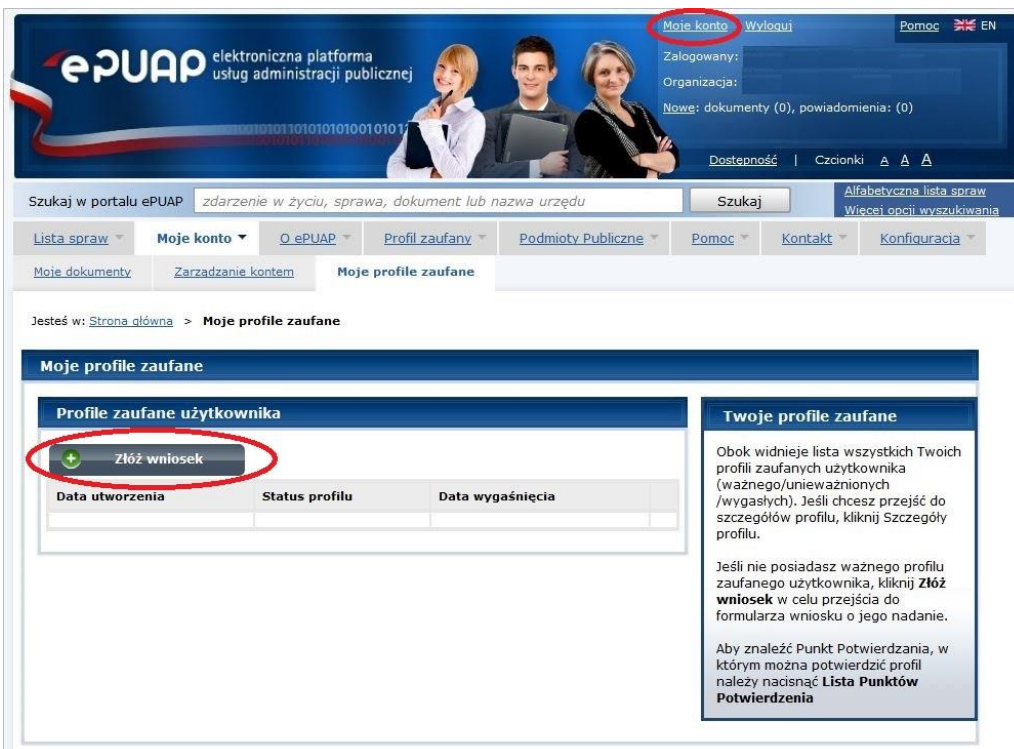 Moje konto Wyloguj Pomoc EN
ePUAP elektroniczna platforma
usług administracji publicznej
Zalogowany:
Organizacja:
Nowe: dokumenty (0), powiadomienia: (0)
Dostępność | Czcionki A A A
Szukaj w portalu ePUAP zdarzenie w życiu, sprawa, dokument lub nazwa urzędu Szukaj
Alfabetyczna lista spraw
Więcej opcji wyszukiwania
Lista spraw Moje konto O ePUAP Profil zaufany Podmioty Publiczne Pomoc Kontakt Konfiguracja
Moje dokumenty Zarządzanie kontem Moje profile zaufane
Jesteś w: Strona główna > Moje profile zaufane
Moje profile zaufane
Profile zaufane użytkownika
Złóż wniosek
Data utworzenia Status profilu Data wygaśnięcia
Twoje profile zaufane
Obok widnieje lista wszystkich Twoich
profili zaufanych użytkownika
(ważnego/unieważnionych
/wygasłych). Jeśli chcesz przejść do
szczegółów profilu, kliknij Szczegóły
profilu.
Jeśli nie posiadasz ważnego profilu
zaufanego użytkownika, kliknij Złóż
wniosek w celu przejścia do
formularza wniosku o jego nadanie.
Aby znaleźć Punkt Potwierdzania, w
którym można potwierdzić profil
należy nacisnąć Lista Punktów
Potwierdzenia